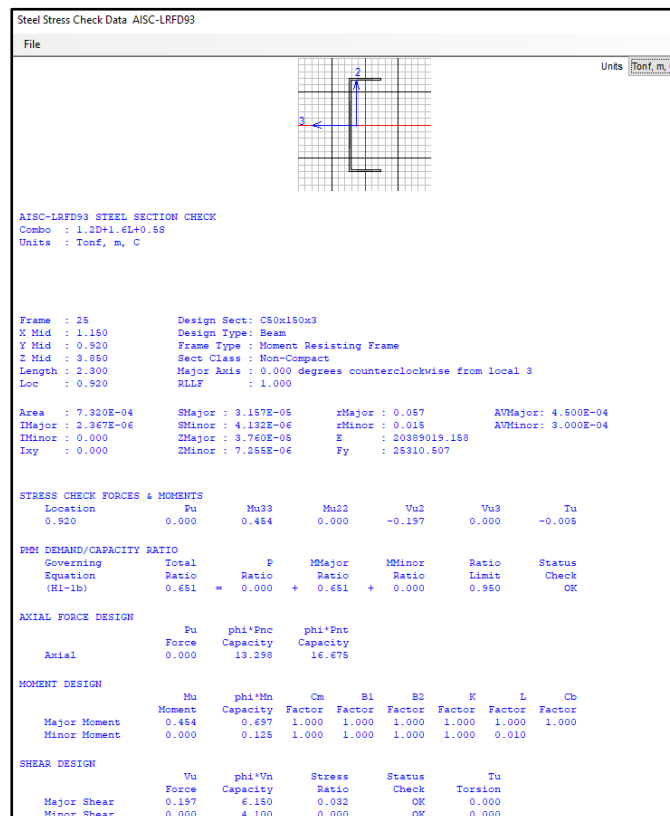 Steel Stress Check Data AISC-LRFD93
File
Units Tonf, m,
2
3
AISC-LRFD93 STEEL SECTION CHECK
Combo : 1.2D+1.6L+0.5S
Units : Tonf, m, C
Frame : 25 Design Sect: C50x150x3
X Mid : 1.150 Design Type: Beam
Y Mid : 0.920 Frame Type : Moment Resisting Frame
Z Mid : 3.850 Sect Class : Non-Compact
Length : 2.300 Major Axis : 0.000 degrees counterclockwise from local 3
Loc : 0.920 RLLF : 1.000
Area : 7.320E-04 SMajor : 3.157E-05 rMajor : 0.057 AVMajor: 4.500E-04
IMajor : 2.367E-06 SMinor : 4.132E-06 rMinor : 0.015 AVMinor: 3.000E-04
IMinor : 0.000 ZMajor : 3.760E-05 E : 20389019.158
Ixy : 0.000 ZMinor : 7.255E-06 Fy : 25310.507
STRESS CHECK FORCES & MOMENTS
Location Pu Mu33 Mu22 Vu2 Vu3 Tu
0.920 0.000 0.454 0.000 -0.197 0.000 -0.005
PMM DEMAND/CAPACITY RATIO
Governing Total P MMajor MMinor Ratio Status
Equation Ratio Ratio Ratio Ratio Limit Check
(H1-1b) 0.651 = 0.000 + 0.651 + 0.000 0.950 OK
AXIAL FORCE DESIGN
Pu phi*Pnc phi*Pnt
Force Capacity Capacity
Axial 0.000 13.298 16.675
MOMENT DESIGN
Mu phi*Mn Cm B1 B2 K L Cb
Moment Capacity Factor Factor Factor Factor Factor Factor
Major Moment 0.454 0.697 1.000 1.000 1.000 1.000 1.000 1.000
Minor Moment 0.000 0.125 1.000 1.000 1.000 1.000 0.010
SHEAR DESIGN
Vu phi*Vn Stress Status Tu
Force Capacity Ratio Check Torsion
Major Shear 0.197 6.150 0.032 OK 0.000
Minor Shear 0.000 4.100 0.000 OK 0.000